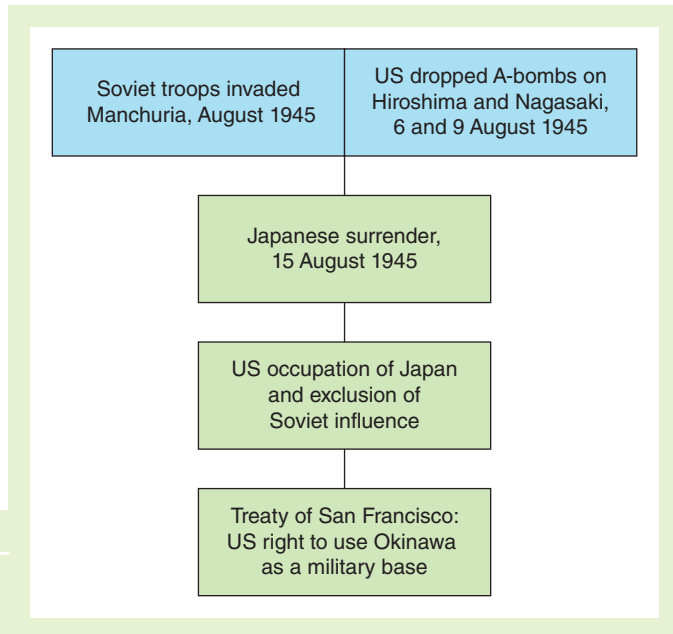 Soviet troops invaded
Manchuria, August 1945
US dropped A-bombs on
Hiroshima and Nagasaki,
6 and 9 August 1945
Japanese surrender,
15 August 1945
US occupation of Japan
and exclusion of
Soviet influence
Treaty of San Francisco:
US right to use Okinawa
as a military base